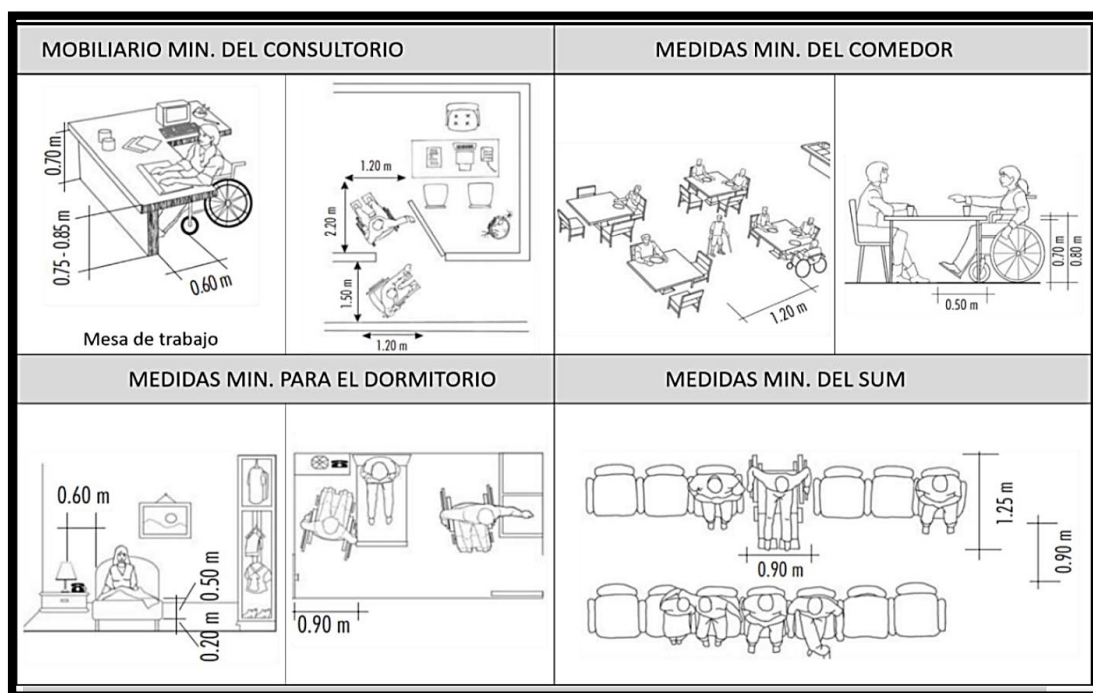 MOBILIARIO MIN. DEL CONSULTORIO
MEDIDAS MIN. DEL COMEDOR
0.70 m
0.75 - 0.85 m
0.60 m
Mesa de trabajo
1.20 m
2.20 m
1.50 m
1.20 m
1.20 m
0.70 m
0.80 m
0.50 m
MEDIDAS MIN. PARA EL DORMITORIO
MEDIDAS MIN. DEL SUM
0.60 m
0.50 m
0.20 m
0.90 m
0.90 m
1.25 m
0.90 m